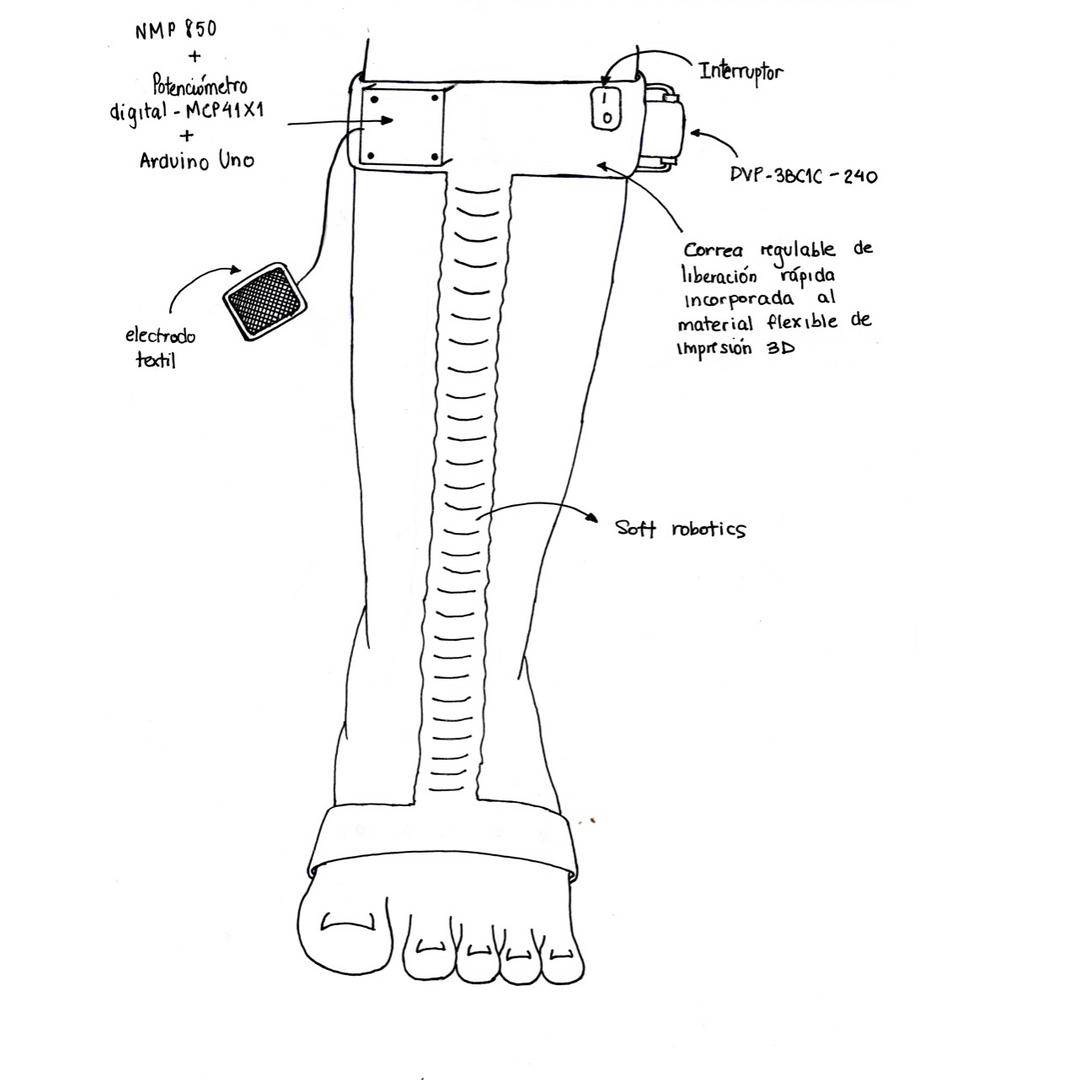 NMP 850
+
Potenciómetro
digital - MCP41X1
+
Arduino Uno
Interruptor
I
O
DVP-3BC1C-240
Correa regulable de
liberación rápida
incorporada al
material flexible de
impresión 3D
electrodo
textil
Soft robotics